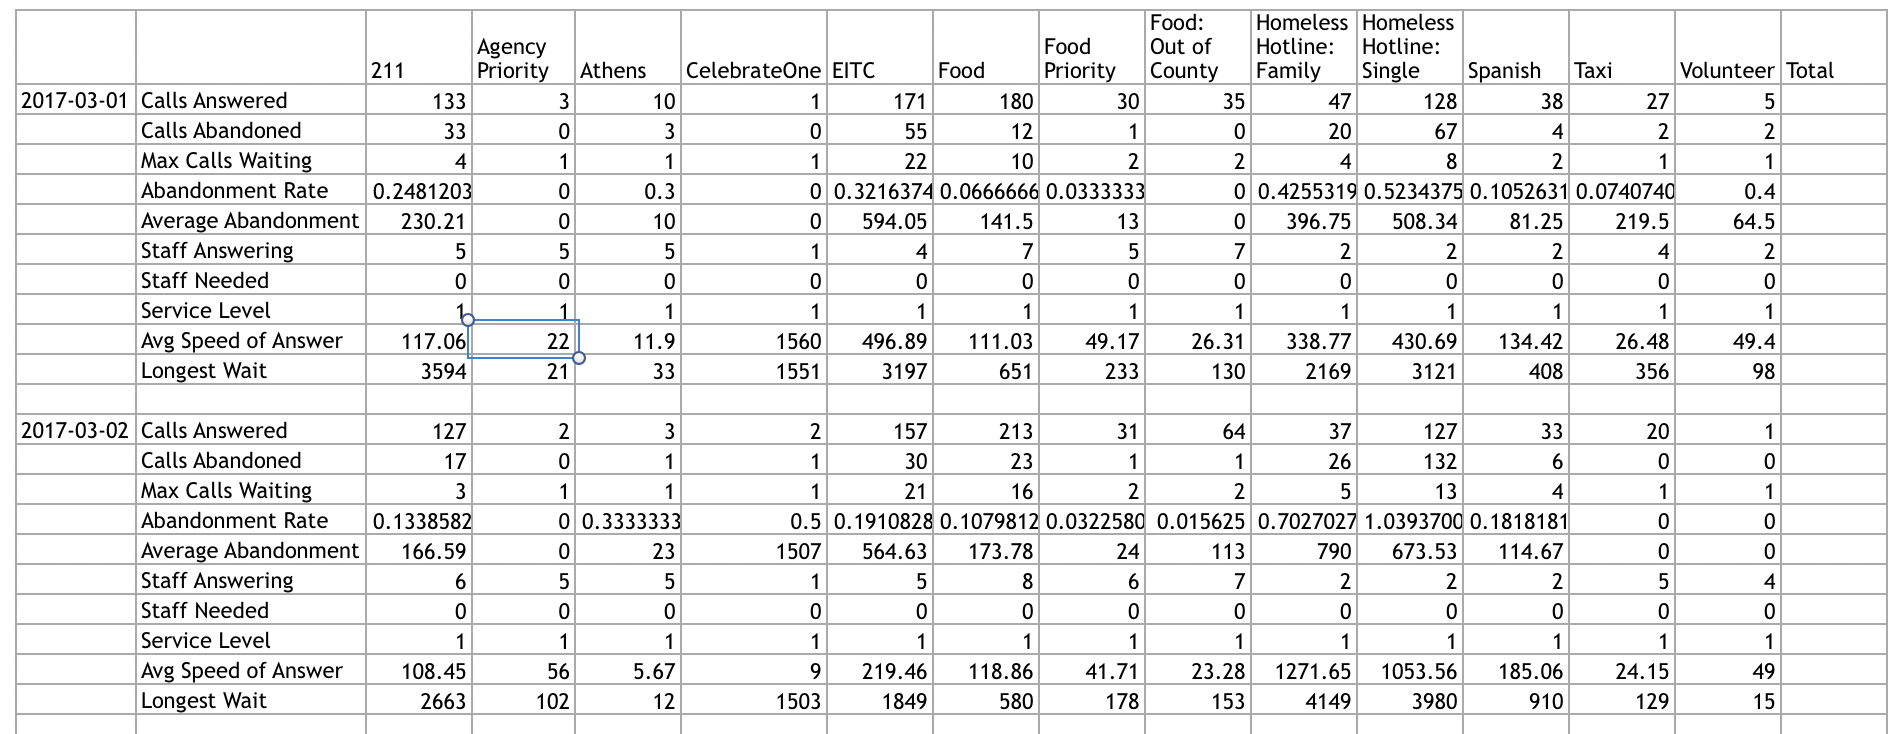 211 Agency Priority Athens CelebrateOne EITC Food Food Priority Food: Out of County Homeless Hotline: Family Homeless Hotline: Single Spanish Taxi Volunteer Total
2017-03-01 Calls Answered 133 3 10 1 171 180 30 35 47 128 38 27 5
Calls Abandoned 33 0 3 0 55 12 1 0 20 67 4 2 2
Max Calls Waiting 4 1 1 1 22 10 2 2 4 8 2 1 1
Abandonment Rate 0.2481203 0 0.3 0 0.3216374 0.0666666 0.0333333 0 0.4255319 0.5234375 0.1052631 0.0740740 0.4
Average Abandonment 230.21 0 10 0 594.05 141.5 13 0 396.75 508.34 81.25 219.5 64.5
Staff Answering 5 5 5 1 4 7 5 7 2 2 2 4 2
Staff Needed 0 0 0 0 0 0 0 0 0 0 0 0 0
Service Level 1 1 1 1 1 1 1 1 1 1 1 1 1
Avg Speed of Answer 117.06 22 11.9 1560 496.89 111.03 49.17 26.31 338.77 430.69 134.42 26.48 49.4
Longest Wait 3594 21 33 1551 3197 651 233 130 2169 3121 408 356 98
2017-03-02 Calls Answered 127 2 3 2 157 213 31 64 37 127 33 20 1
Calls Abandoned 17 0 1 1 30 23 1 1 26 132 6 0 0
Max Calls Waiting 3 1 1 1 21 16 2 2 5 13 4 1 1
Abandonment Rate 0.1338582 0 0.3333333 0.5 0.1910828 0.1079812 0.0322580 0.015625 0.7027027 1.0393700 0.1818181 0 0
Average Abandonment 166.59 0 23 1507 564.63 173.78 24 113 790 673.53 114.67 0 0
Staff Answering 6 5 5 1 5 8 6 7 2 2 2 5 4
Staff Needed 0 0 0 0 0 0 0 0 0 0 0 0 0
Service Level 1 1 1 1 1 1 1 1 1 1 1 1 1
Avg Speed of Answer 108.45 56 5.67 9 219.46 118.86 41.71 23.28 1271.65 1053.56 185.06 24.15 49
Longest Wait 2663 102 12 1503 1849 580 178 153 4149 3980 910 129 15